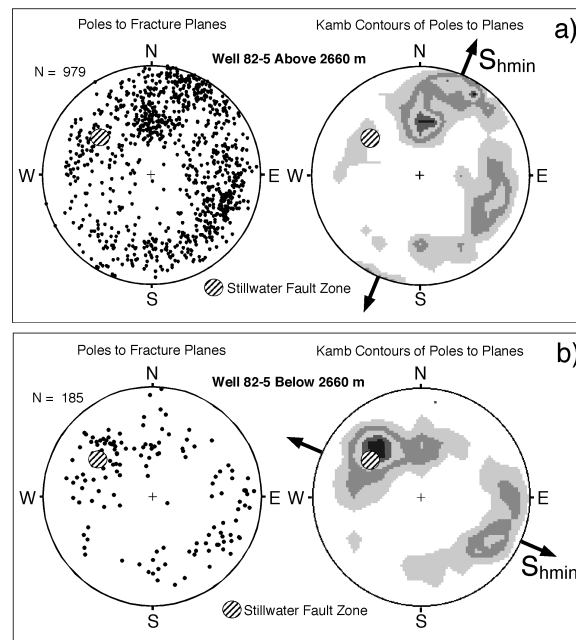 a)
Poles to Fracture Planes
Kamb Contours of Poles to Planes
Well 82-5 Above 2660 m
N = 979
N
N
Shmin
W
E
W
E
S
S
Stillwater Fault Zone
b)
Poles to Fracture Planes
Kamb Contours of Poles to Planes
Well 82-5 Below 2660 m
N = 185
N
N
W
E
W
E
Shmin
S
S
Stillwater Fault Zone